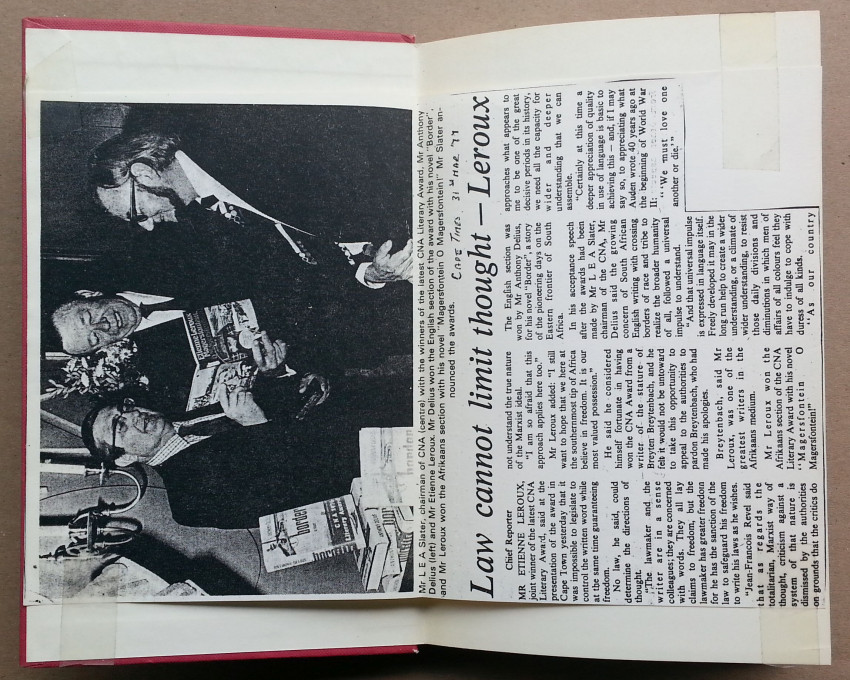 Mr L E A Slater, chairman of CNA (centre) with the winners of the latest CNA Literary Award, Mr Anthony
Delius (left) and Mr Etienne Leroux. Mr Delius won the English section of the award with his novel "Border",
and Mr Leroux won the Afrikaans section with his novel "Magersfontein O Magersfontein!" Mr Slater an-
nounced the awards.
CAPE TIMES 31st MAR '77
Law cannot limit thought — Leroux
Chief Reporter
MR ETIENNE LEROUX,
joint winner of the latest CNA
Literary Award, said at the
presentation of the award in
Cape Town yesterday that it
was impossible to legislate to
control the written word while
at the same time guaranteeing
freedom.
No law, he said, could
determine the directions of
thought.
"The lawmaker and the
writer are in a sense
colleagues; they are concerned
with words. They all lay
claims to freedom, but the
lawmaker has greater freedom
for he has the sanction of the
law to safeguard his freedom
to write his laws as he wishes.
"Jean-Francois Revel said
that as regards the
totalitarian, Marxist way of
thought, criticism against a
system of that nature is
dismissed by the authorities
on grounds that the critics do
not understand the true nature
of the Marxist ideal.
"I am so afraid that this
approach applies here too."
Mr Leroux added: "I still
want to hope that we here at
the southernmost tip of Africa
believe in freedom. It is our
most valued possession."
He said he considered
himself fortunate in having
won the CNA Award from a
writer of the stature of
Breyten Breytenbach, and he
felt it would not be untoward
to take this opportunity to
appeal to the authorities to
pardon Breytenbach, who had
made his apologies.
Breytenbach, said Mr
Leroux, was one of the
greatest writers in the
Afrikaans medium.
Mr Leroux won the
Afrikaans section of the CNA
Literary Award with his novel
"Magersfontein O
Magersfontein!"
The English section was
won by Mr Anthony Delius,
for his novel "Border", a story
of the pioneering days on the
Eastern frontier of South
Africa.
In his acceptance speech
after the awards had been
made by Mr L E A Slater,
chairman of the CNA, Mr
Delius said the growing
concern of South African
English writing with crossing
borders of race and tribe to
realize the broader humanity
of all, followed a universal
impulse to understand.
"And that universal impulse
is expressed in language itself.
Freely developed it may in the
long run help to create a wider
understanding, or a climate of
wider understanding, to resist
those daily divisions and
diminutions in which men of
affairs of all colours feel they
have to indulge to cope with
duress of all kinds.
"As our country
approaches what appears to
me to be one of the great
decisive periods in its history,
we need all the capacity for
wider and deeper
understanding that we can
assemble.
"Certainly at this time a
deeper appreciation of quality
in use of language is basic to
achieving this — and, if I may
say so, to appreciating what
Auden wrote 40 years ago at
the beginning of World War
II:
"'We must love one
another or die.'"
border